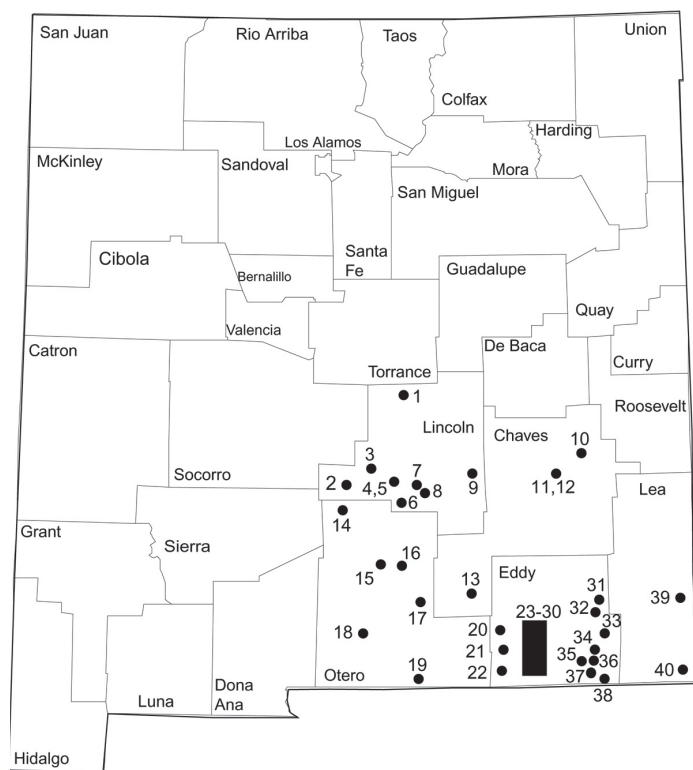 San Juan
Rio Arriba
Taos
Union
Colfax
Los Alamos
Harding
McKinley
Sandoval
Mora
San Miguel
Santa
Fe
Cibola
Bernalillo
Guadalupe
Quay
Valencia
Catron
Torrance
De Baca
Curry
Roosevelt
1
Lincoln
Chaves
10
3
Socorro
2
4,5
7
8
9
11,12
Lea
6
14
Grant
Sierra
16
15
Eddy
13
31
39
17
23-30
32
18
20
33
21
34
35
36
22
37
40
19
Otero
38
Dona
Ana
Luna
Hidalgo